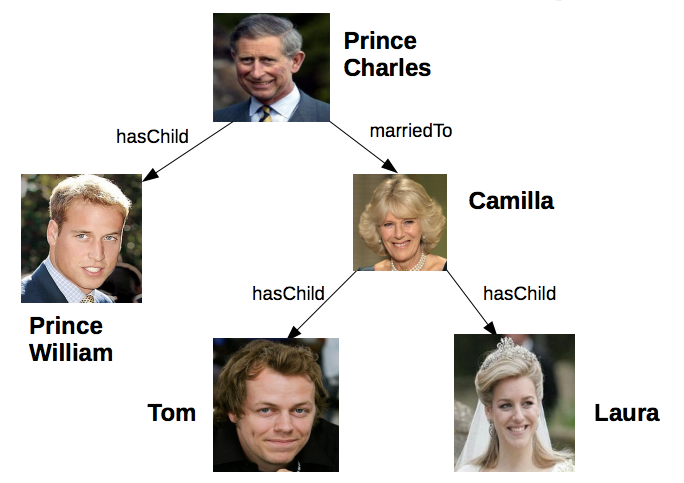 Prince
Charles
hasChild
marriedTo
Camilla
hasChild
hasChild
Prince
William
Tom
Laura